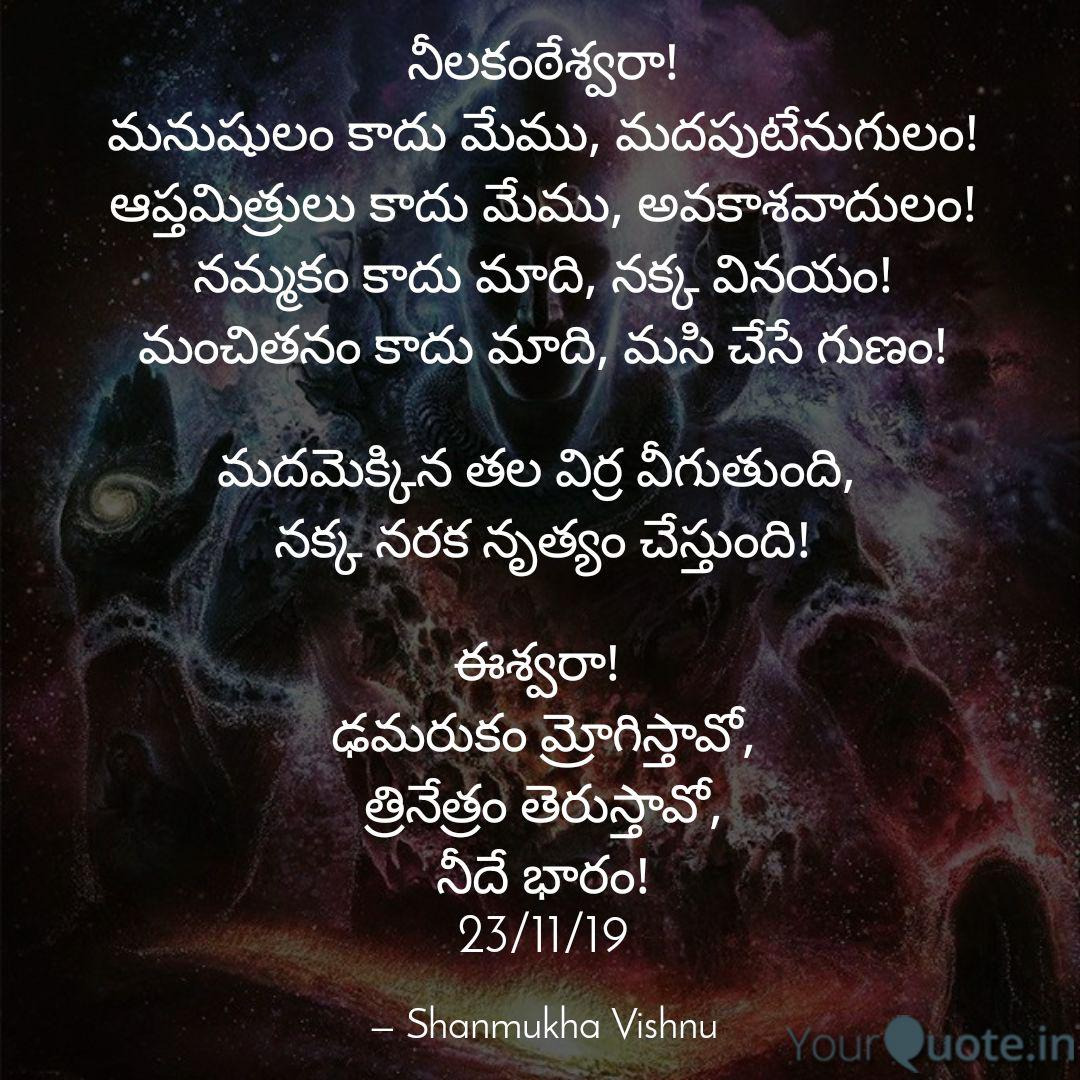 నీలకంఠేశ్వరా!
మనుషులం కాదు మేము, మదపుటేనుగులం!
ఆప్తమిత్రులు కాదు మేము, అవకాశవాదులం!
నమ్మకం కాదు మాది, నక్క వినయం!
మంచితనం కాదు మాది, మసి చేసే గుణం!
మదమెక్కిన తల విర్ర వీగుతుంది,
నక్క నరక నృత్యం చేస్తుంది!
ఈశ్వరా!
ఢమరుకం మ్రోగిస్తావో,
త్రినేత్రం తెరుస్తావో,
నీదే భారం!
23/11/19
– Shanmukha Vishnu
YourQuote.in